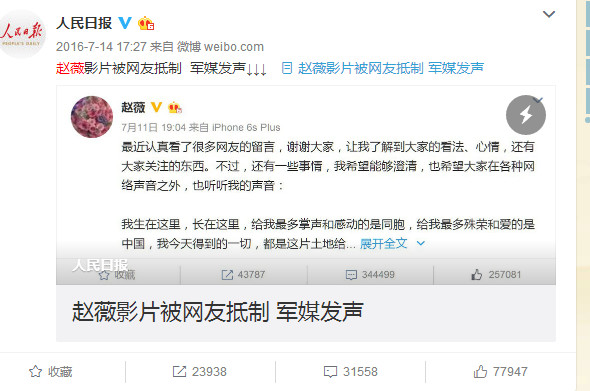 人民日报
PEOPLE'S DAILY
人民日报
2016-7-14 17:27 来自 微博 weibo.com
赵薇影片被网友抵制 军媒发声↓↓↓ 赵薇影片被网友抵制 军媒发声
赵薇
7月11日 19:04 来自 iPhone 6s Plus
最近认真看了很多网友的留言，谢谢大家，让我了解到大家的看法、心情，还有
大家关注的东西。不过，还有一些事情，我希望能够澄清，也希望大家在各种网
络声音之外，也听听我的声音：
我生在这里，长在这里，给我最多掌声和感动的是同胞，给我最多殊荣和爱的是
中国，我今天得到的一切，都是这片土地给... 展开全文
人民日报
收藏 43787 344499 257081
赵薇影片被网友抵制 军媒发声
收藏 23938 31558 77947